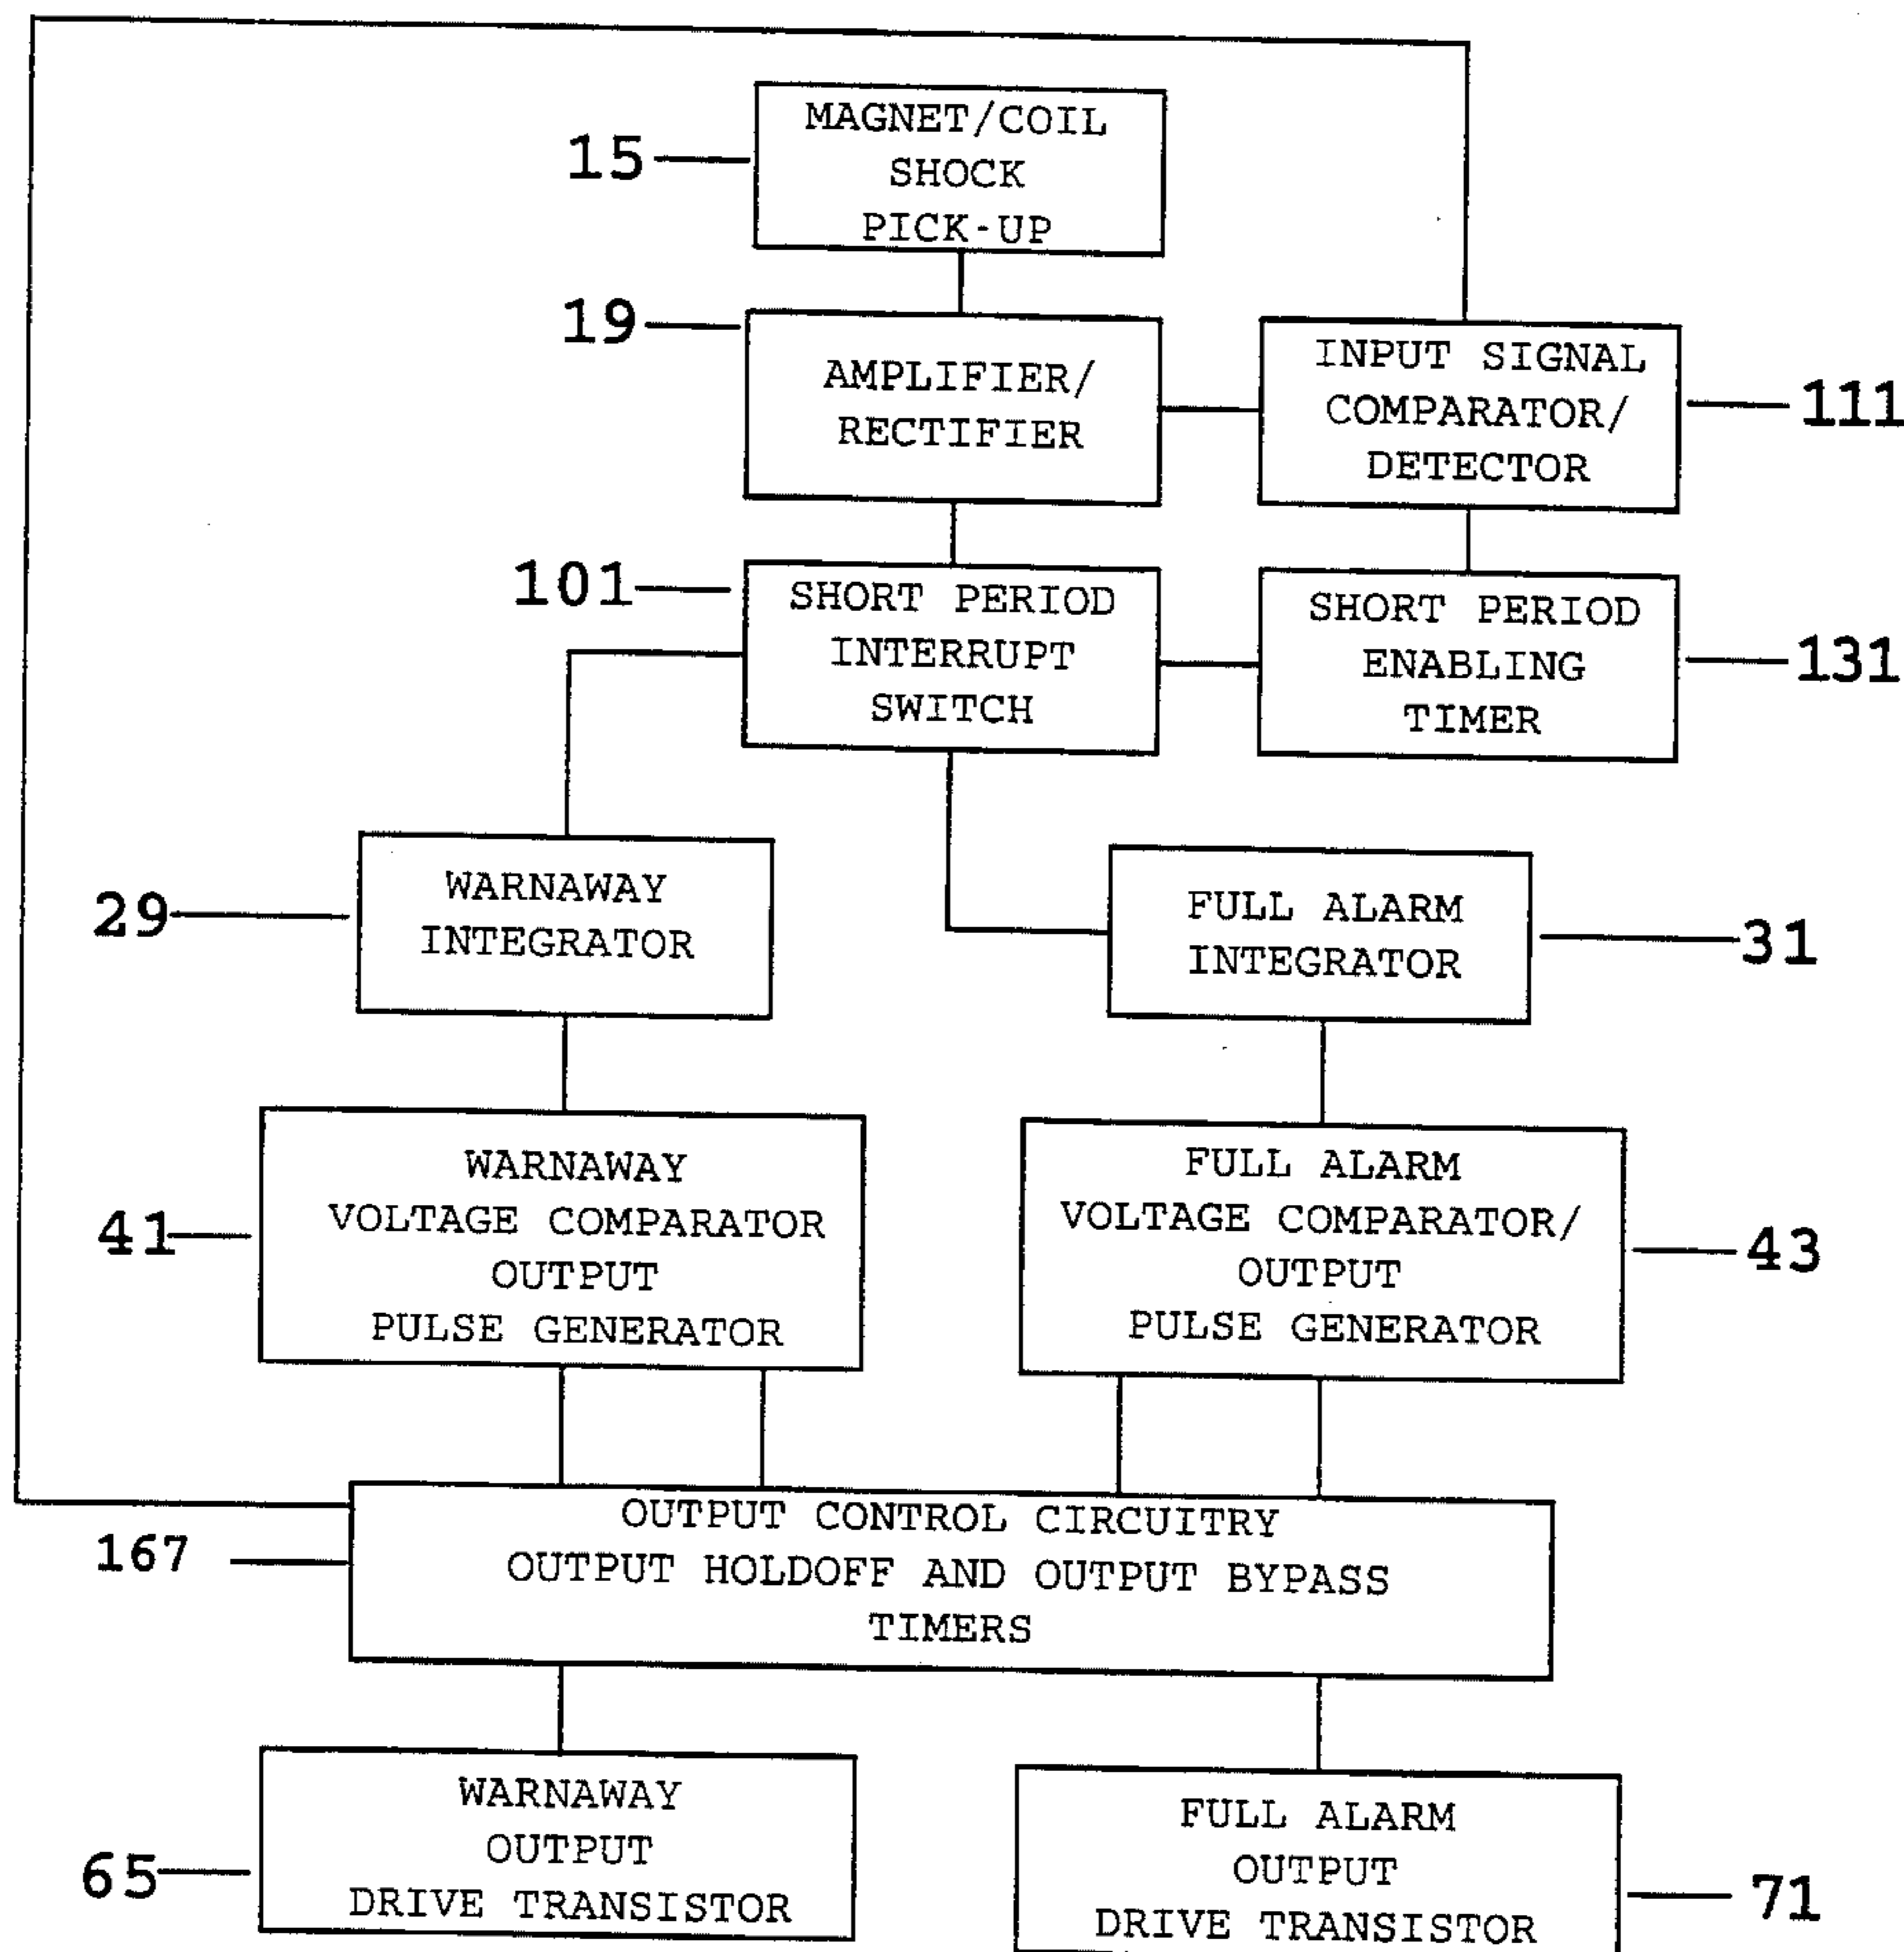 MAGNET/COIL
SHOCK
PICK-UP
15
19
AMPLIFIER/
RECTIFIER
INPUT SIGNAL
COMPARATOR/
DETECTOR
111
101
SHORT PERIOD
INTERRUPT
SWITCH
SHORT PERIOD
ENABLING
TIMER
131
29
WARNAWAY
INTEGRATOR
FULL ALARM
INTEGRATOR
31
41
WARNAWAY
VOLTAGE COMPARATOR
OUTPUT
PULSE GENERATOR
FULL ALARM
VOLTAGE COMPARATOR/
OUTPUT
PULSE GENERATOR
43
167
OUTPUT CONTROL CIRCUITRY
OUTPUT HOLDOFF AND OUTPUT BYPASS
TIMERS
65
WARNAWAY
OUTPUT
DRIVE TRANSISTOR
FULL ALARM
OUTPUT
DRIVE TRANSISTOR
71